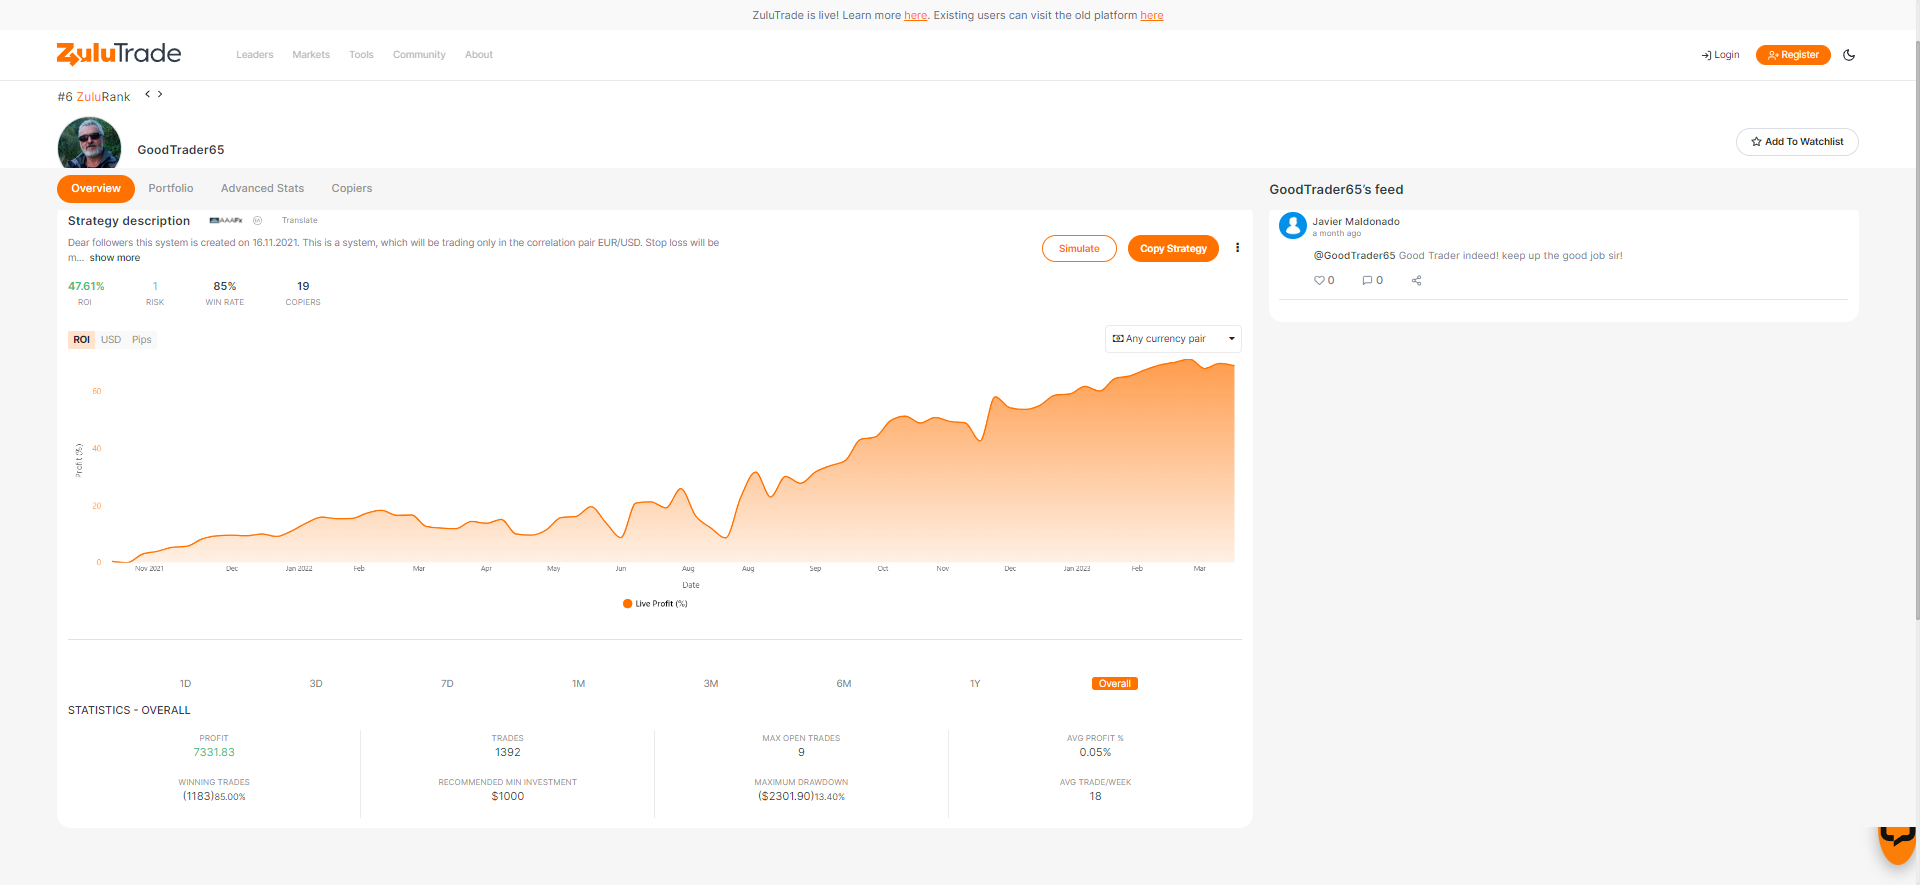 ZuluTrade is live! Learn more here. Existing users can visit the old platform here
ZuluTrade
Leaders Markets Tools Community About
Login Register
#6 ZuluRank
GoodTrader65
Add To Watchlist
Overview Portfolio Advanced Stats Copiers
Strategy description AAAFx Translate
Dear followers this system is created on 16.11.2021. This is a system, which will be trading only in the correlation pair EUR/USD. Stop loss will be
m... show more
Simulate Copy Strategy
47.61% 1 85% 19
ROI RISK WIN RATE COPIERS
ROI USD Pips
Any currency pair
60
40
20
0
Profit (%)
Nov 2021 Dec Jan 2022 Feb Mar Apr May Jun Aug Aug Sep Oct Nov Dec Jan 2023 Feb Mar
Date
Live Profit (%)
1D 3D 7D 1M 3M 6M 1Y Overall
STATISTICS - OVERALL
PROFIT TRADES MAX OPEN TRADES AVG PROFIT %
7331.83 1392 9 0.05%
WINNING TRADES RECOMMENDED MIN INVESTMENT MAXIMUM DRAWDOWN AVG TRADE/WEEK
(1183)85.00% $1000 ($2301.90)13.40% 18
GoodTrader65's feed
Javier Maldonado
a month ago
@GoodTrader65 Good Trader indeed! keep up the good job sir!
0 0